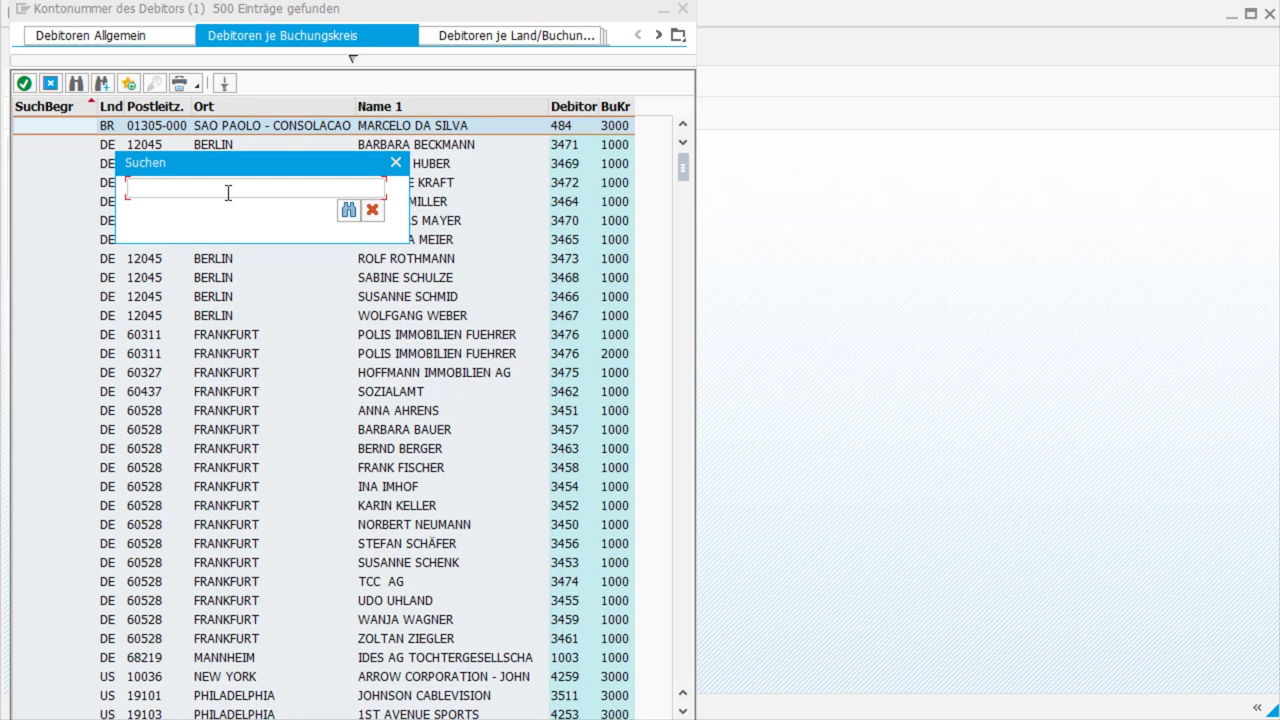 Kontonummer des Debitors (1)  500 Einträge gefunden
Debitoren Allgemein Debitoren je Buchungskreis Debitoren je Land/Buchun...
SuchBegr Lnd Postleitz. Ort Name 1 Debitor BuKr
BR 01305-000 SAO PAOLO - CONSOLACAO MARCELO DA SILVA 484 3000
DE 12045 BERLIN BARBARA BECKMANN 3471 1000
Suchen
DE HUBER 3469 1000
DE E KRAFT 3472 1000
DE MILLER 3464 1000
DE S MAYER 3470 1000
DE A MEIER 3465 1000
DE 12045 BERLIN ROLF ROTHMANN 3473 1000
DE 12045 BERLIN SABINE SCHULZE 3468 1000
DE 12045 BERLIN SUSANNE SCHMID 3466 1000
DE 12045 BERLIN WOLFGANG WEBER 3467 1000
DE 60311 FRANKFURT POLIS IMMOBILIEN FUEHRER 3476 1000
DE 60311 FRANKFURT POLIS IMMOBILIEN FUEHRER 3476 2000
DE 60327 FRANKFURT HOFFMANN IMMOBILIEN AG 3475 1000
DE 60437 FRANKFURT SOZIALAMT 3462 1000
DE 60528 FRANKFURT ANNA AHRENS 3451 1000
DE 60528 FRANKFURT BARBARA BAUER 3457 1000
DE 60528 FRANKFURT BERND BERGER 3463 1000
DE 60528 FRANKFURT FRANK FISCHER 3458 1000
DE 60528 FRANKFURT INA IMHOF 3454 1000
DE 60528 FRANKFURT KARIN KELLER 3452 1000
DE 60528 FRANKFURT NORBERT NEUMANN 3450 1000
DE 60528 FRANKFURT STEFAN SCHÄFER 3456 1000
DE 60528 FRANKFURT SUSANNE SCHENK 3453 1000
DE 60528 FRANKFURT TCC  AG 3474 1000
DE 60528 FRANKFURT UDO UHLAND 3455 1000
DE 60528 FRANKFURT WANJA WAGNER 3459 1000
DE 60528 FRANKFURT ZOLTAN ZIEGLER 3461 1000
DE 68219 MANNHEIM IDES AG TOCHTERGESELLSCHA 1003 1000
US 10036 NEW YORK ARROW CORPORATION - JOHN 4259 3000
US 19101 PHILADELPHIA JOHNSON CABLEVISION 3511 3000
US 19103 PHILADELPHIA 1ST AVENUE SPORTS 4253 3000